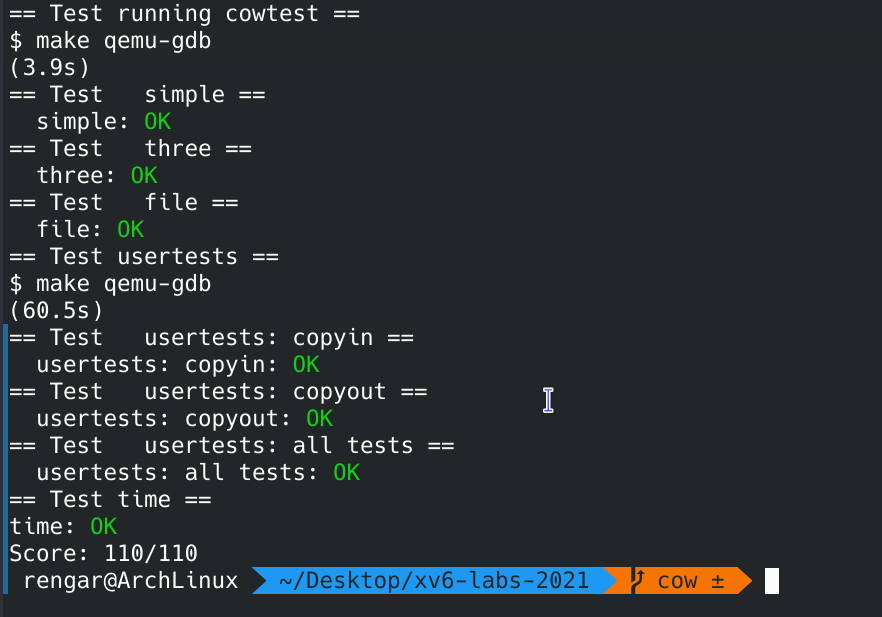 == Test running cowtest ==
$ make qemu-gdb
(3.9s)
== Test   simple ==
  simple: OK
== Test   three ==
  three: OK
== Test   file ==
  file: OK
== Test usertests ==
$ make qemu-gdb
(60.5s)
== Test   usertests: copyin ==
  usertests: copyin: OK
== Test   usertests: copyout ==
  usertests: copyout: OK
== Test   usertests: all tests ==
  usertests: all tests: OK
== Test time ==
time: OK
Score: 110/110
 rengar@ArchLinux  ~/Desktop/xv6-labs-2021  cow ±